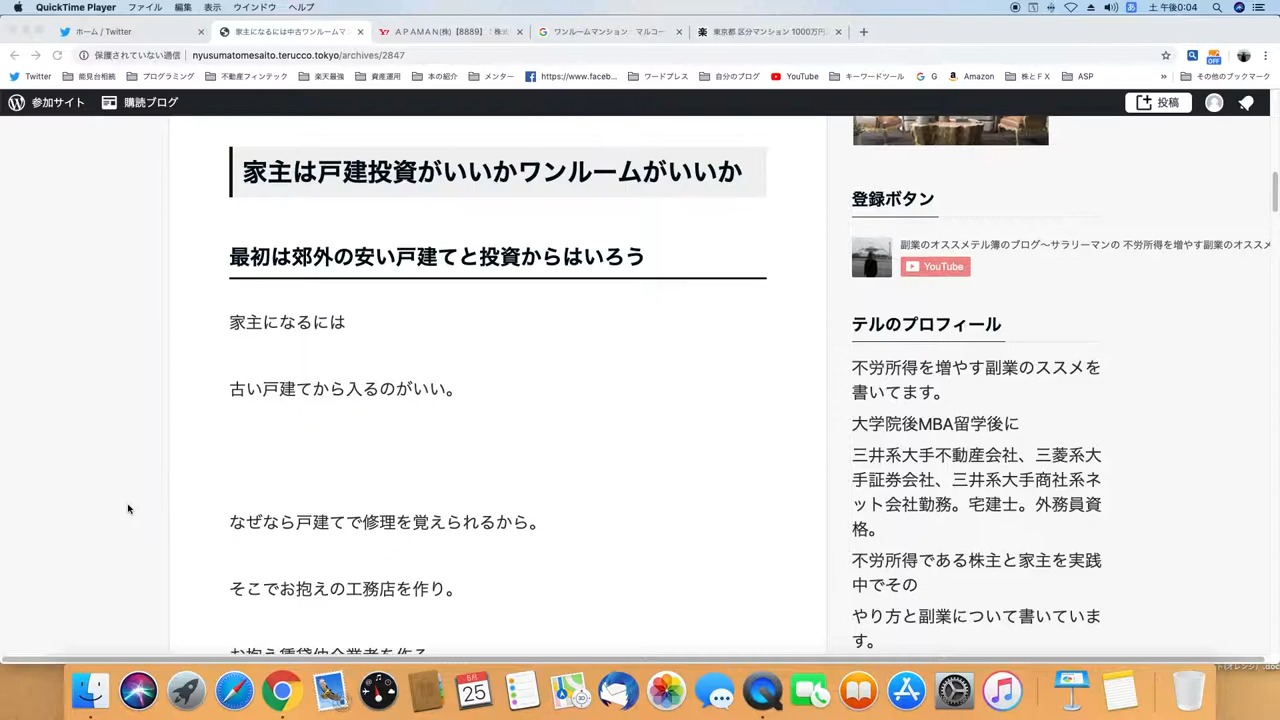 QuickTime Player ファイル 編集 表示 ウインドウ ヘルプ 土 午後0:04
ホーム / Twitter
家主になるには中古ワンルームマ
ＡＰＡＭＡＮ(株)【8889】：株式
ワンルームマンション – マルコー
東京都 区分マンション 1000万円
保護されていない通信 | nyusumatomesaito.terucco.tokyo/archives/2847
Twitter 能見台相続 プログラミング 不動産フィンテック 楽天最強 資産運用 本の紹介 メンター https://www.faceb... ワードプレス 自分のブログ YouTube キーワードツール G Amazon 株とＦＸ ASP » その他のブックマーク
参加サイト 購読ブログ 投稿
家主は戸建投資がいいかワンルームがいいか
最初は郊外の安い戸建てと投資からはいろう
家主になるには
古い戸建てから入るのがいい。
なぜなら戸建てで修理を覚えられるから。
そこでお抱えの工務店を作り。
お抱え賃貸仲介業者を作る
登録ボタン
副業のオススメテル簿のブログ〜サラリーマンの 不労所得を増やす副業のオススメ
YouTube
テルのプロフィール
不労所得を増やす副業のススメを
書いてます。
大学院後MBA留学後に
三井系大手不動産会社、三菱系大
手証券会社、三井系大手商社系ネ
ット会社勤務。宅建士。外務員資
格。
不労所得である株主と家主を実践
中でその
やり方と副業について書いていま
す。
6月
25